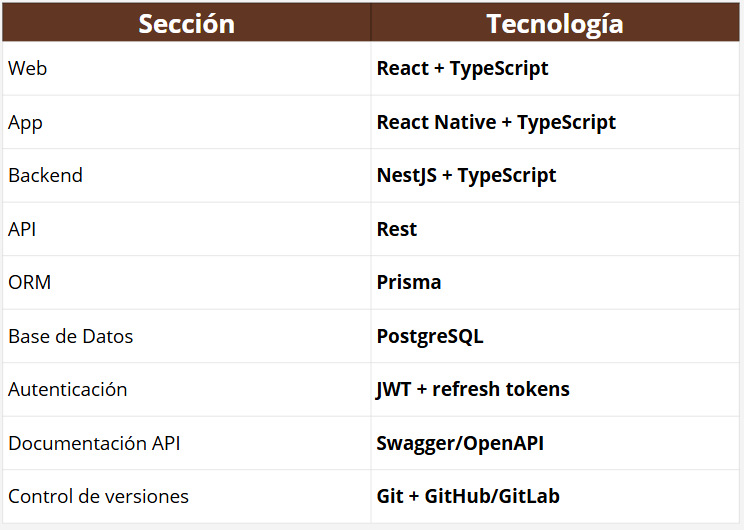 Sección Tecnología
Web React + TypeScript
App React Native + TypeScript
Backend NestJS + TypeScript
API Rest
ORM Prisma
Base de Datos PostgreSQL
Autenticación JWT + refresh tokens
Documentación API Swagger/OpenAPI
Control de versiones Git + GitHub/GitLab